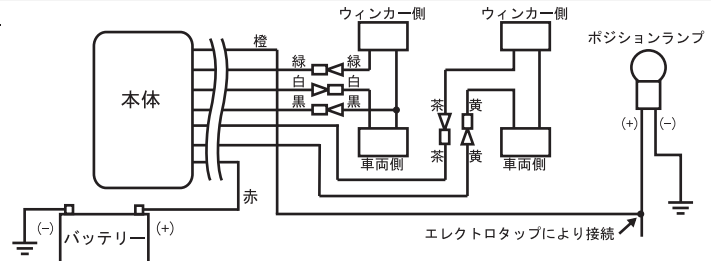 ウィンカー側
ウィンカー側
ポジションランプ
橙
緑 緑
白 白
黒 黒
本体
茶 黄
茶 黄
(+) (−)
車両側
車両側
赤
(−) (+)
バッテリー
エレクトロタップにより接続